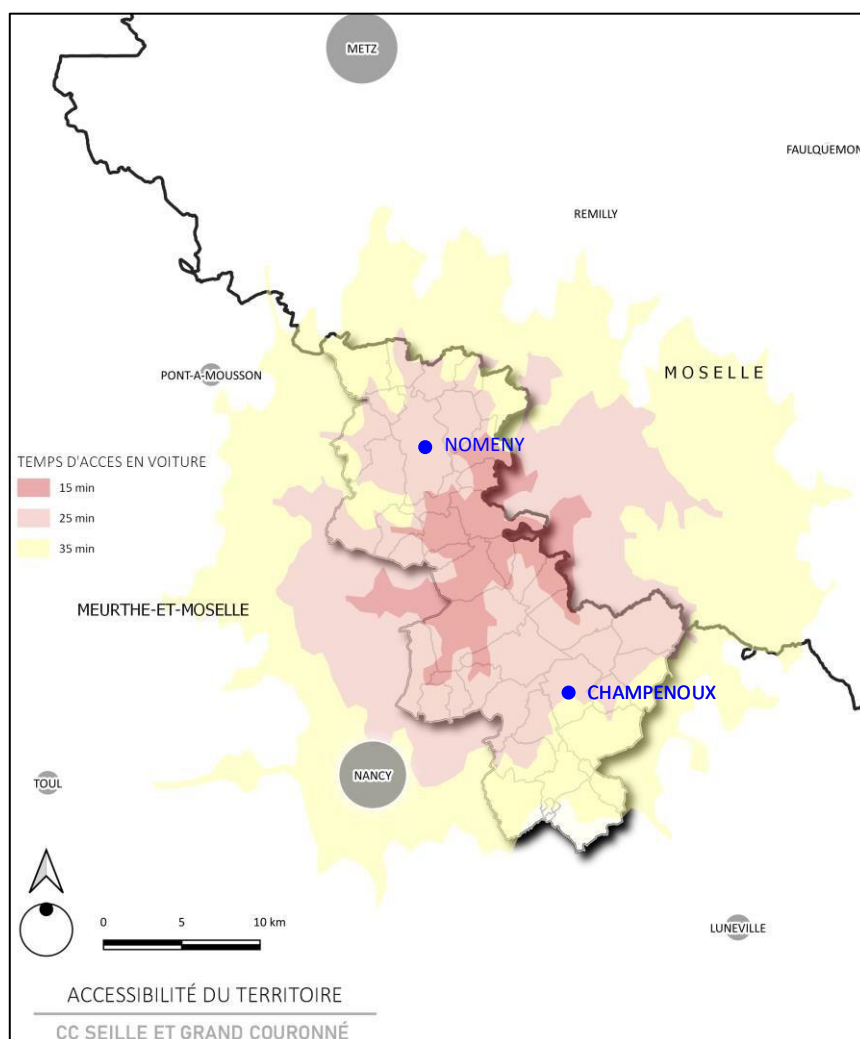 METZ
FAULQUEMON
REMILLY
PONT-A-MOUSSON
MOSELLE
NOMENY
TEMPS D'ACCES EN VOITURE
15 min
25 min
35 min
MEURTHE-ET-MOSELLE
CHAMPENOUX
NANCY
TOUL
0 5 10 km
LUNEVILLE
ACCESSIBILITÉ DU TERRITOIRE
CC SEILLE ET GRAND COURONNÉ